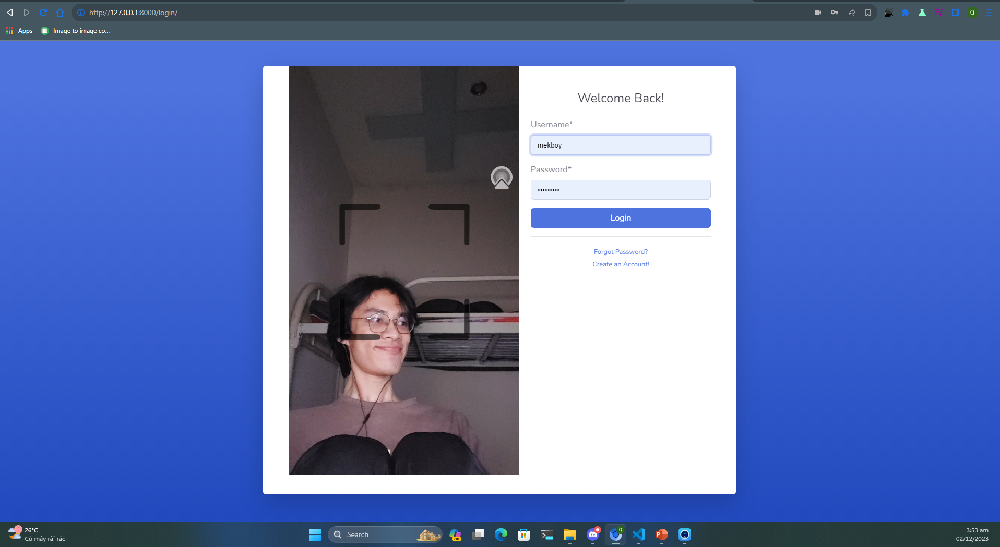 http://127.0.0.1:8000/login/
Q
Apps
Image to image co...
Welcome Back!
Username*
mekboy
Password*
•••••••••
Login
Forgot Password?
Create an Account!
1
26°C
Có mây rải rác
Search
PRE
Q
P
3:53 am
02/12/2023